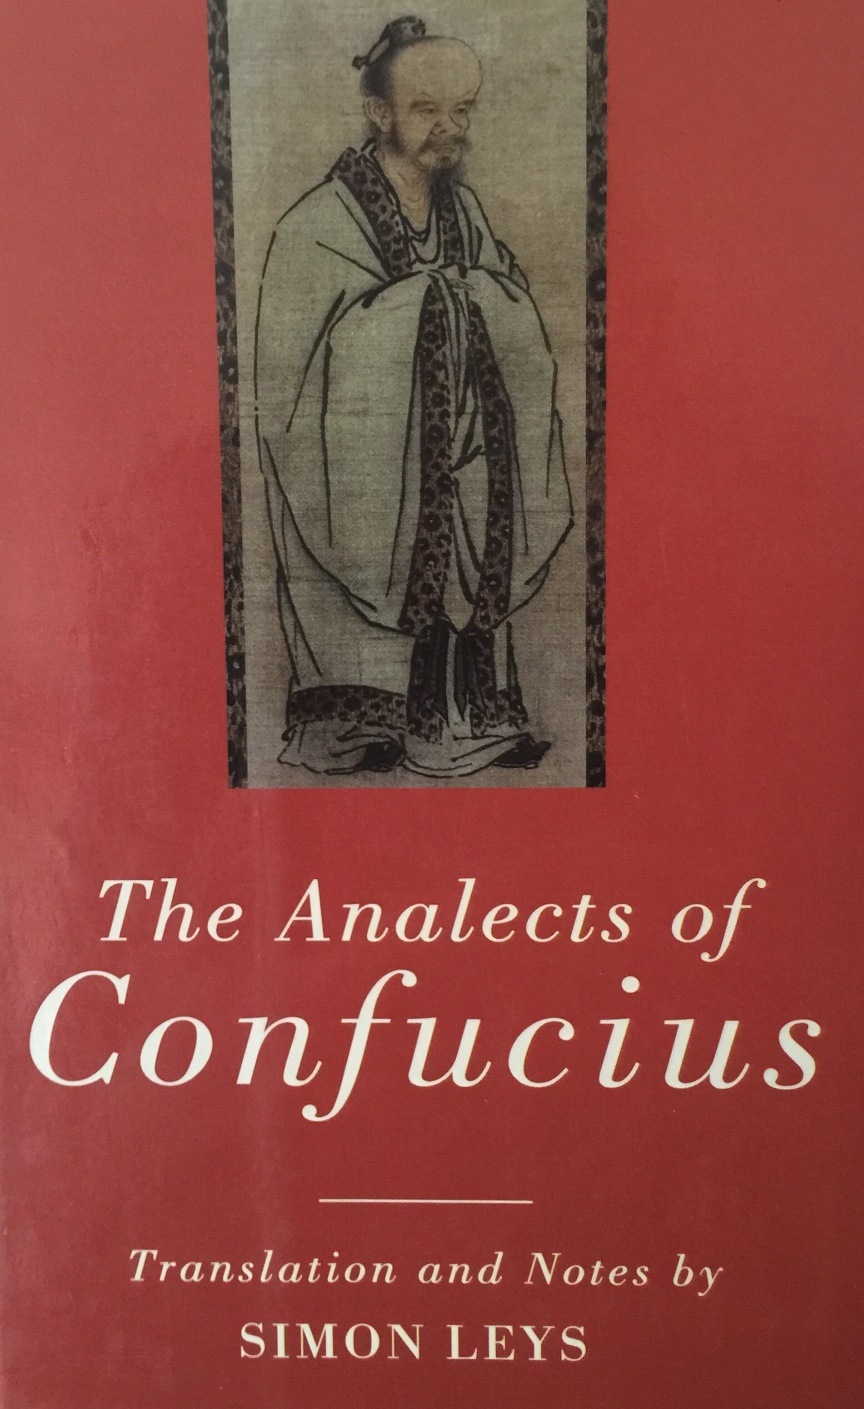 The Analects of
Confucius
Translation and Notes by
SIMON LEYS